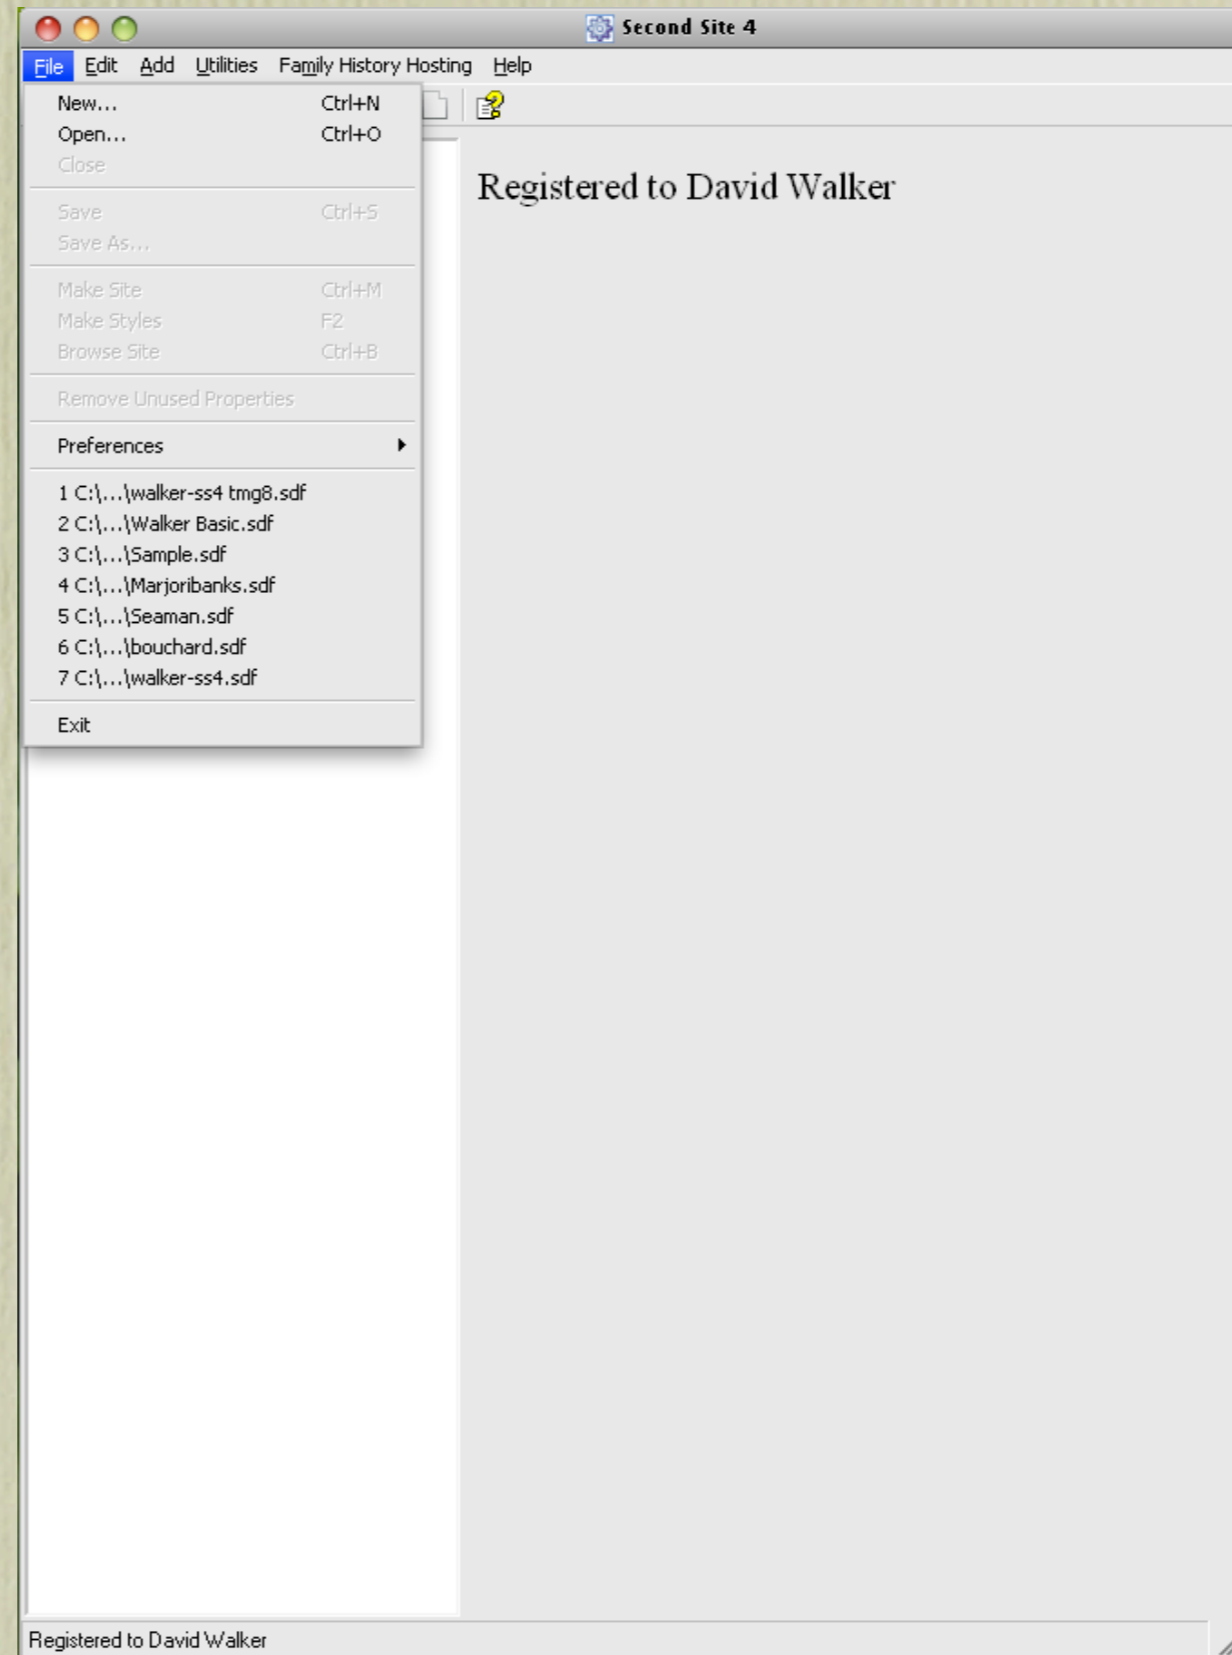 Second Site 4
File Edit Add Utilities Family History Hosting Help
New... Ctrl+N
Open... Ctrl+O
Close
Save Ctrl+S
Save As...
Make Site Ctrl+M
Make Styles F2
Browse Site Ctrl+B
Remove Unused Properties
Preferences
1 C:\...\walker-ss4 tmg8.sdf
2 C:\...\Walker Basic.sdf
3 C:\...\Sample.sdf
4 C:\...\Marjoribanks.sdf
5 C:\...\Seaman.sdf
6 C:\...\bouchard.sdf
7 C:\...\walker-ss4.sdf
Exit
Registered to David Walker
Registered to David Walker